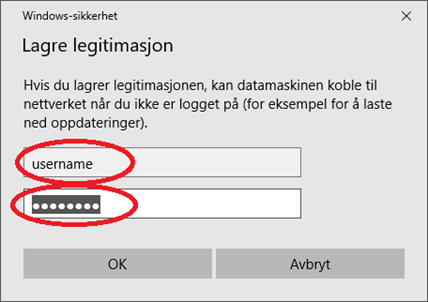 Windows-sikkerhet
Lagre legitimasjon
Hvis du lagrer legitimasjonen, kan datamaskinen koble til
nettverket når du ikke er logget på (for eksempel for å laste
ned oppdateringer).
username
●●●●●●●●
OK Avbryt